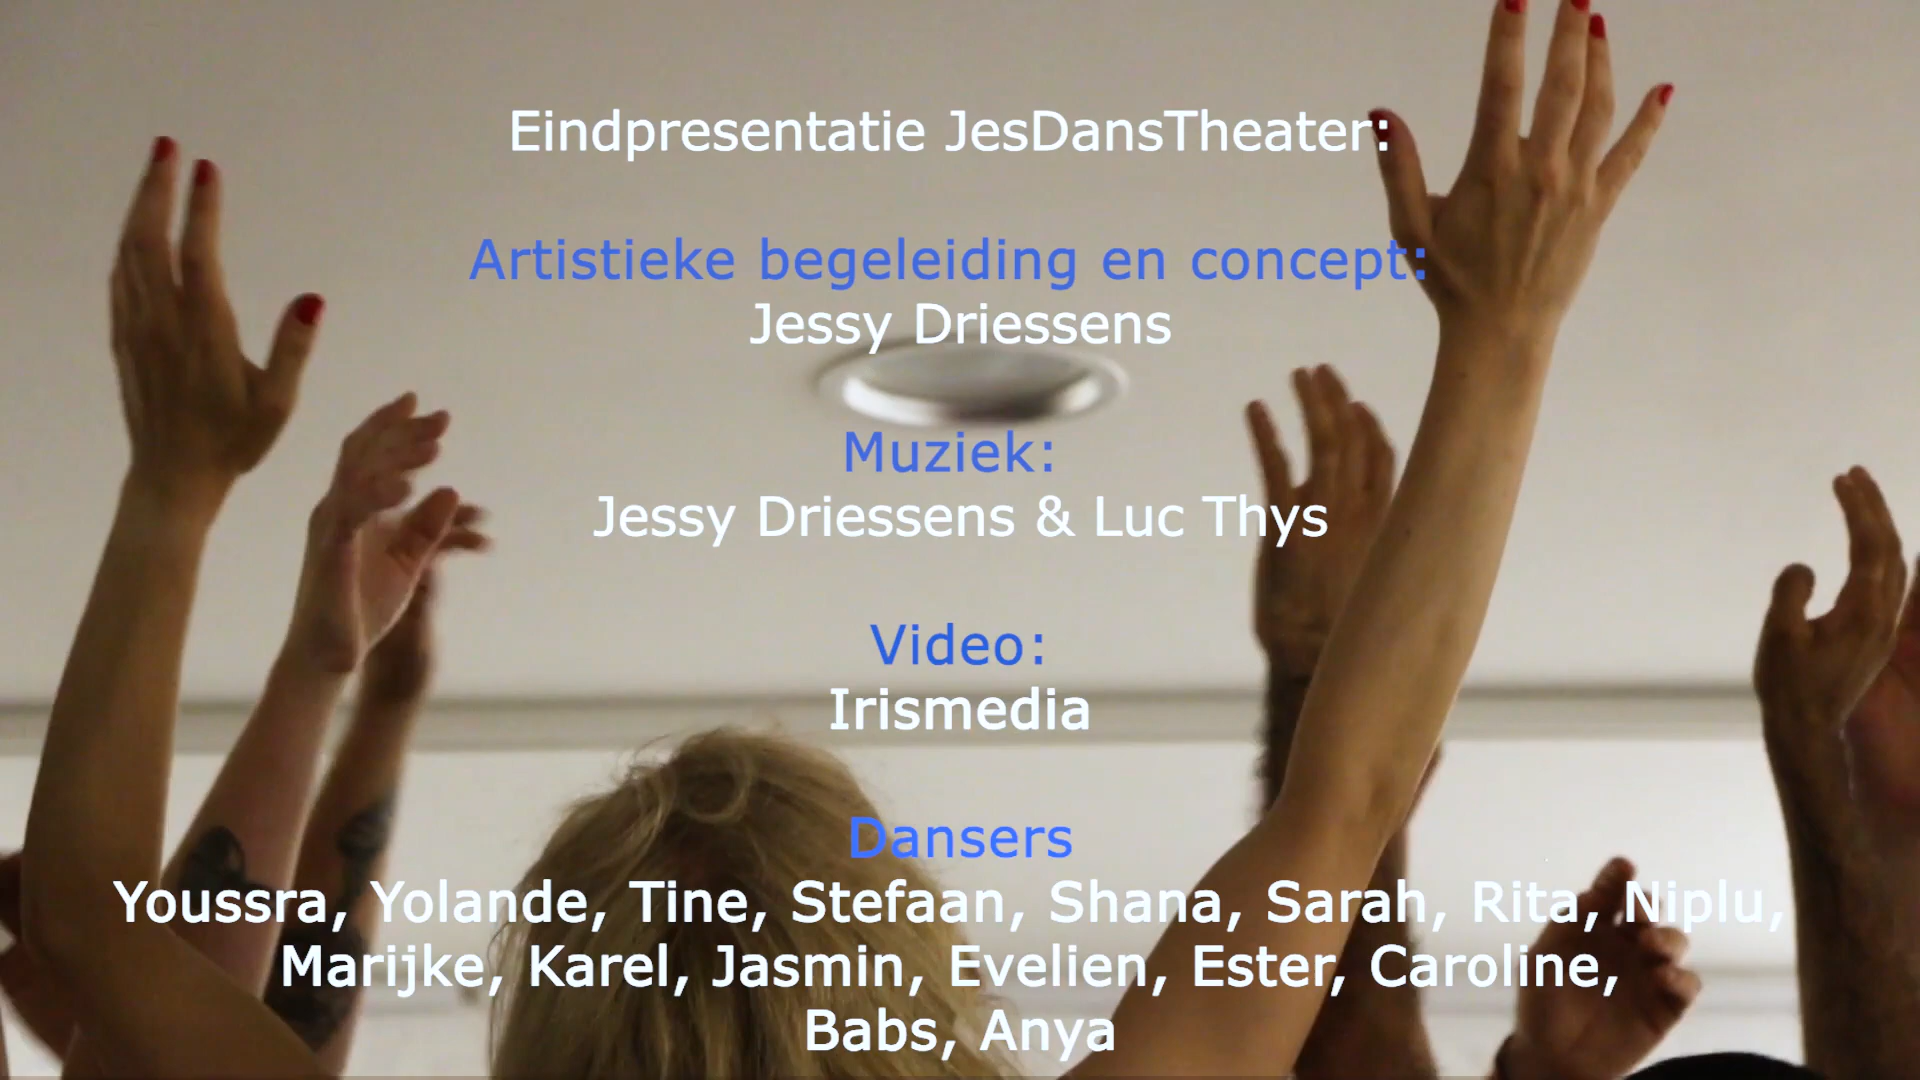 Eindpresentatie JesDansTheater:
Artistieke begeleiding en concept:
Jessy Driessens
Muziek:
Jessy Driessens & Luc Thys
Video:
Irismedia
Dansers
Youssra, Yolande, Tine, Stefaan, Shana, Sarah, Rita, Niplu,
Marijke, Karel, Jasmin, Evelien, Ester, Caroline,
Babs, Anya